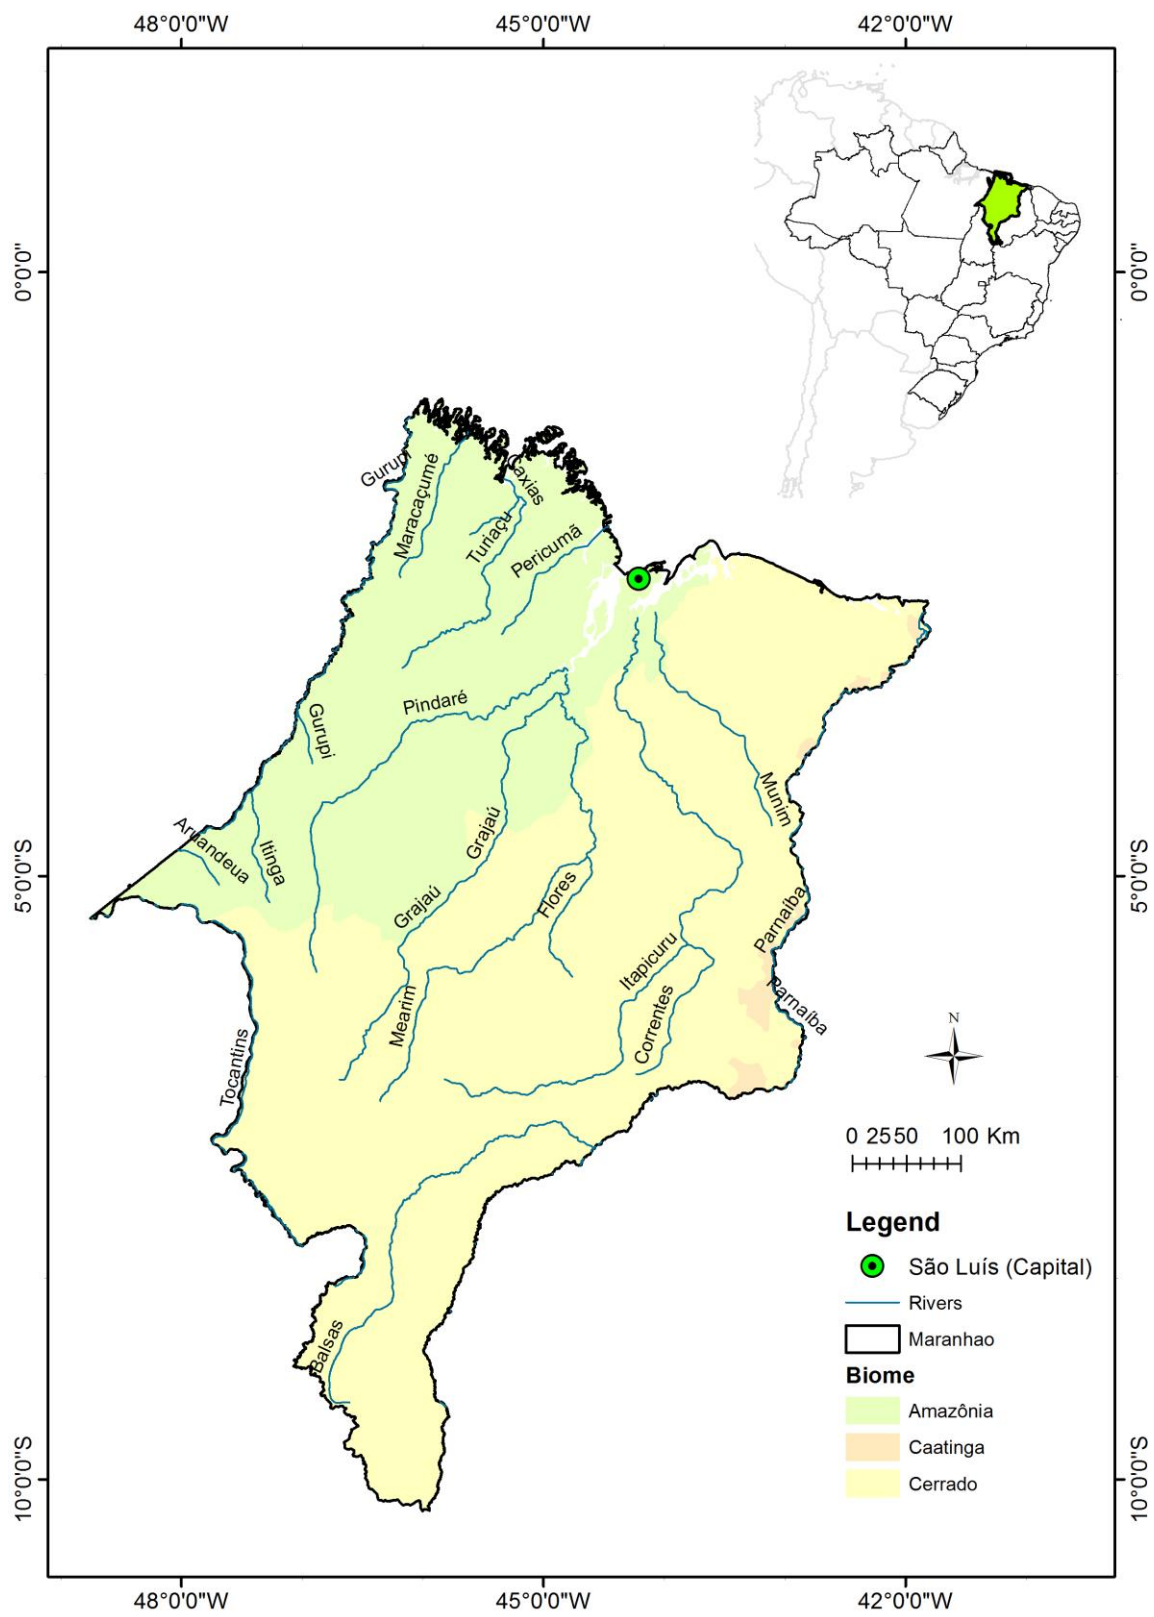 48°0'0"W 45°0'0"W 42°0'0"W
0°0'0"
0°0'0"
Gurupi
Maracaçumé
Caxias
Turiaçu
Pericumã
Pindaré
Gurupi
Munim
Aruandeua
Itinga
Grajaú
5°0'0"S
5°0'0"S
Grajaú
Flores
Parnaíba
Itapicuru
Parnaíba
Mearim
Correntes
N
Tocantins
0 25 50 100 Km
Legend
São Luís (Capital)
Rivers
Maranhao
Balsas
Biome
Amazônia
Caatinga
Cerrado
10°0'0"S
10°0'0"S
48°0'0"W 45°0'0"W 42°0'0"W